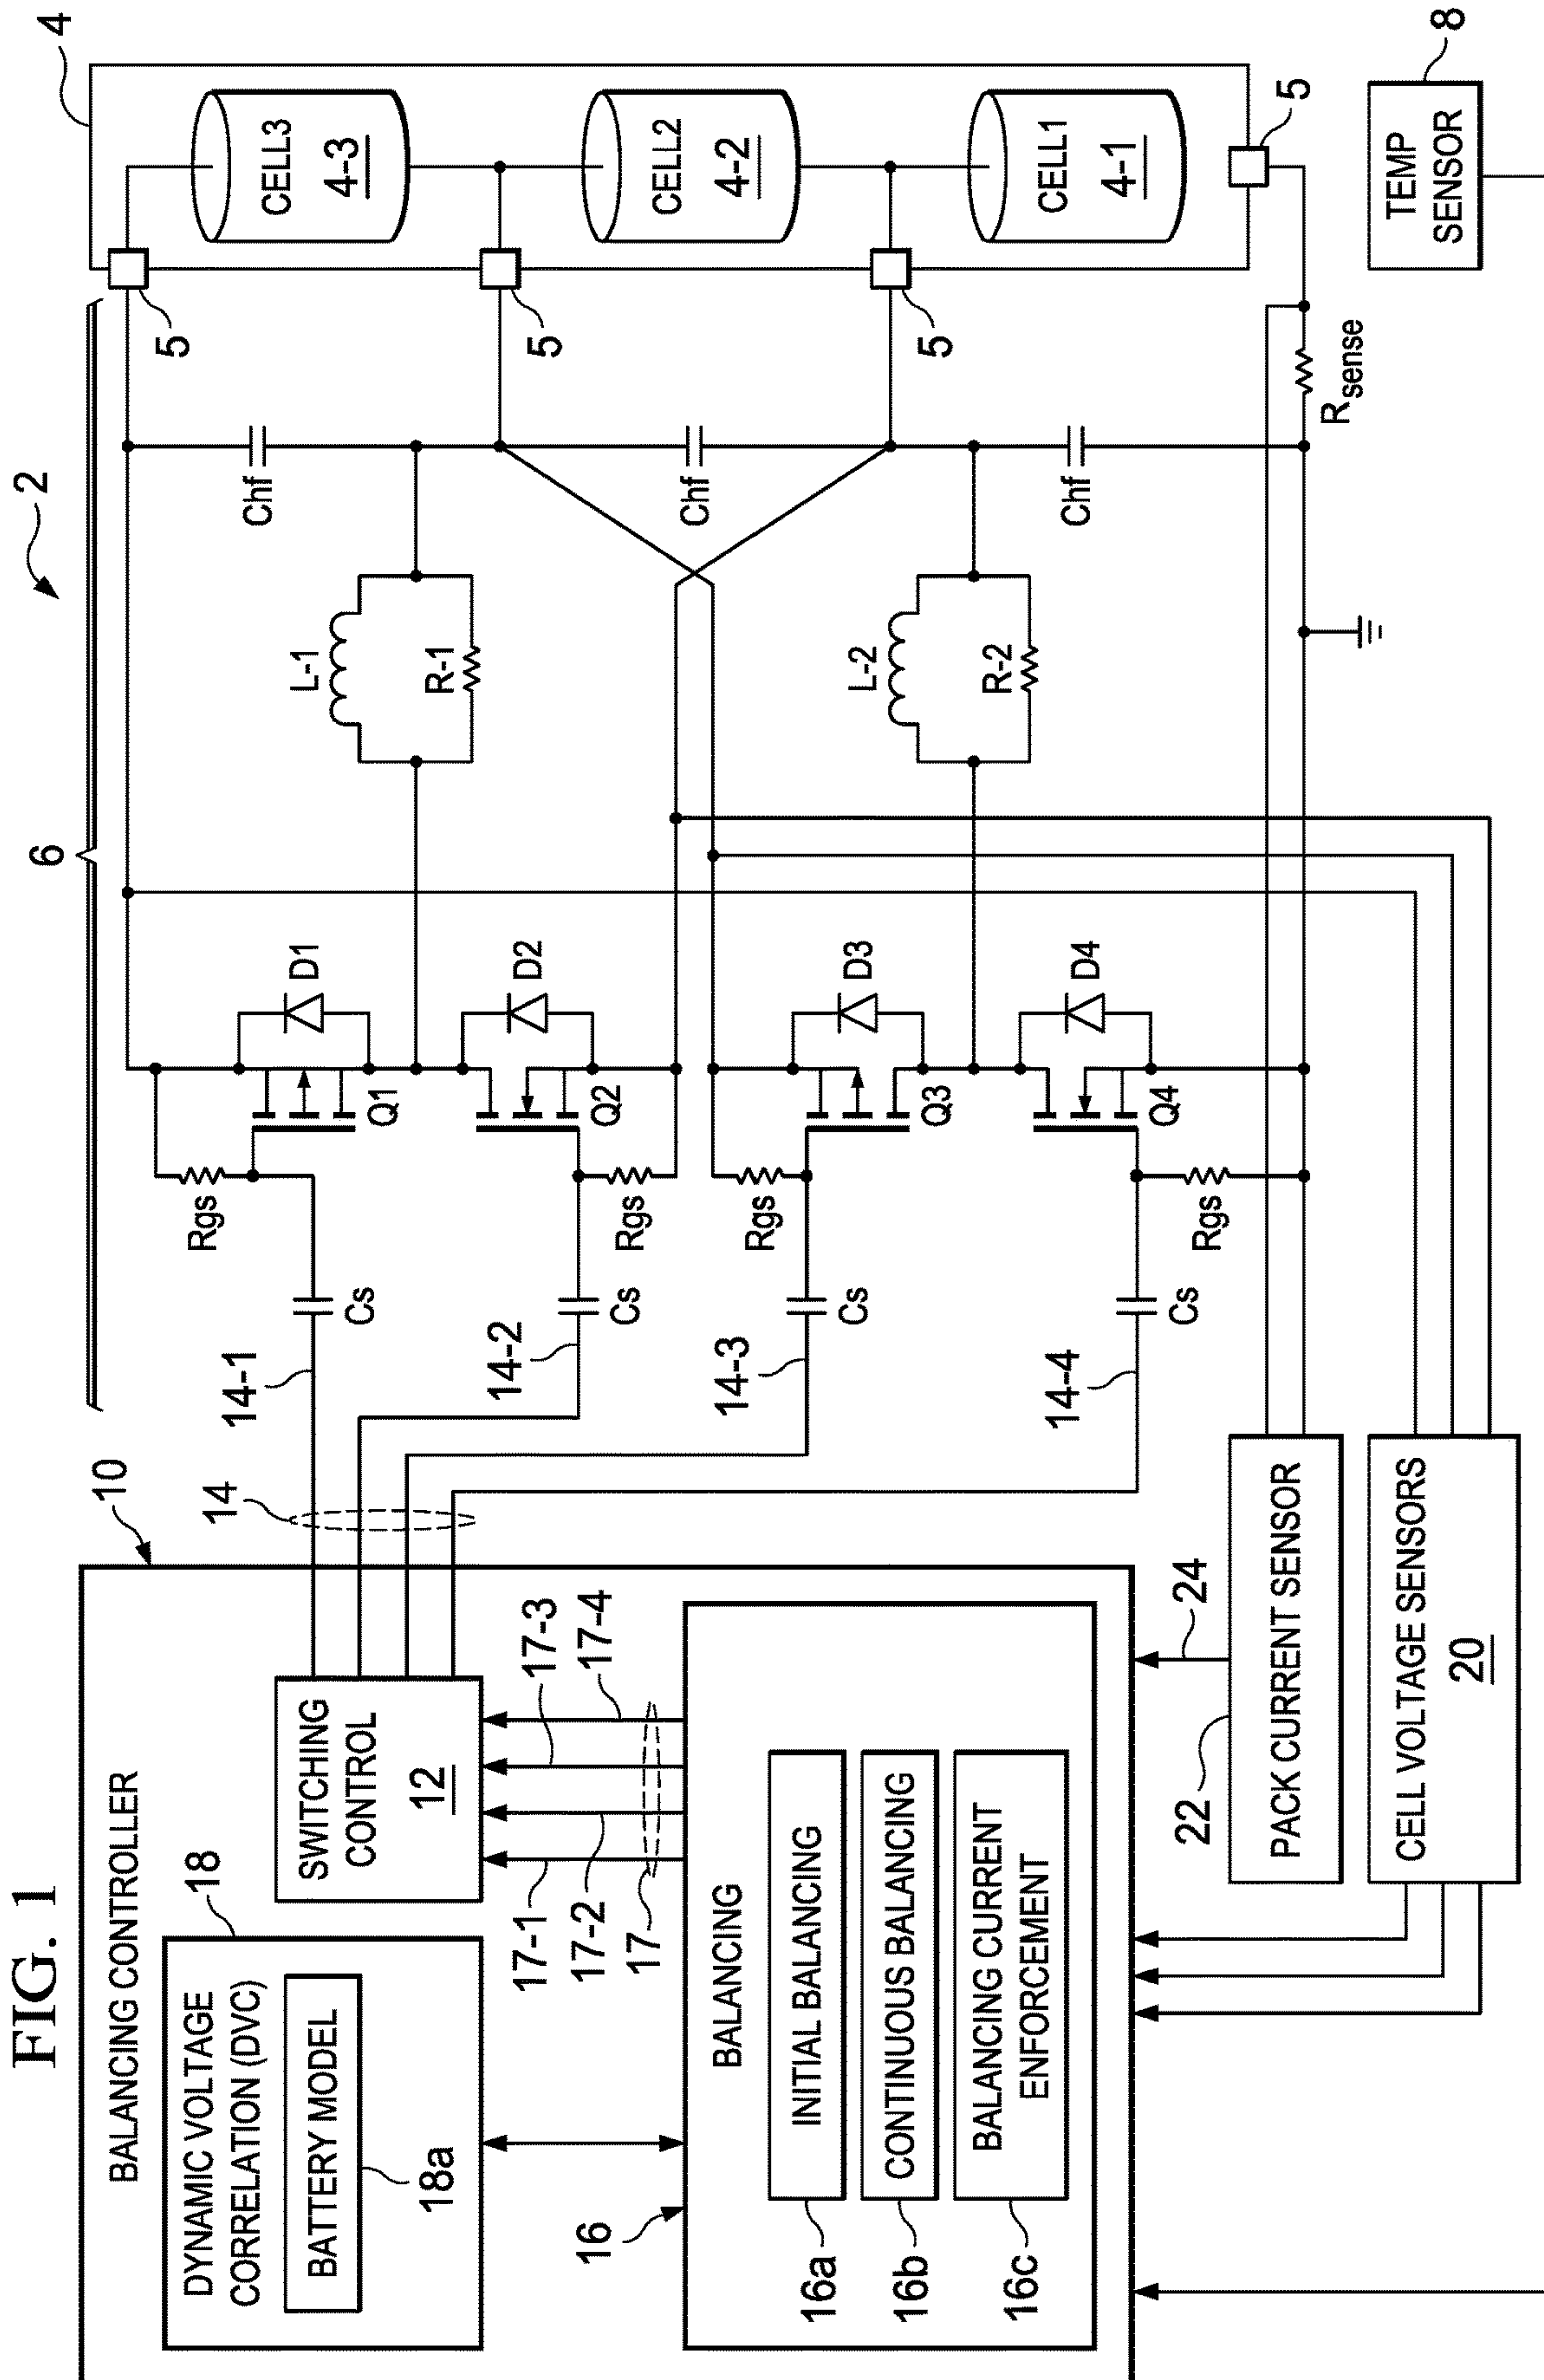 FIG. 1
BALANCING CONTROLLER
10
DYNAMIC VOLTAGE
CORRELATION (DVC)
BATTERY MODEL
18
18a
SWITCHING
CONTROL
12
17-1
17-2
17
17-3
17-4
16
BALANCING
INITIAL BALANCING
CONTINUOUS BALANCING
BALANCING CURRENT
ENFORCEMENT
16a
16b
16c
14
14-1
14-2
14-3
14-4
Cs
Cs
Cs
Cs
Rgs
Rgs
Rgs
Rgs
Q1
Q2
Q3
Q4
D1
D2
D3
D4
6
2
L-1
R-1
L-2
R-2
Chf
Chf
Chf
Rsense
5
5
5
5
4
CELL3
4-3
CELL2
4-2
CELL1
4-1
TEMP
SENSOR
8
22
24
PACK CURRENT SENSOR
CELL VOLTAGE SENSORS
20